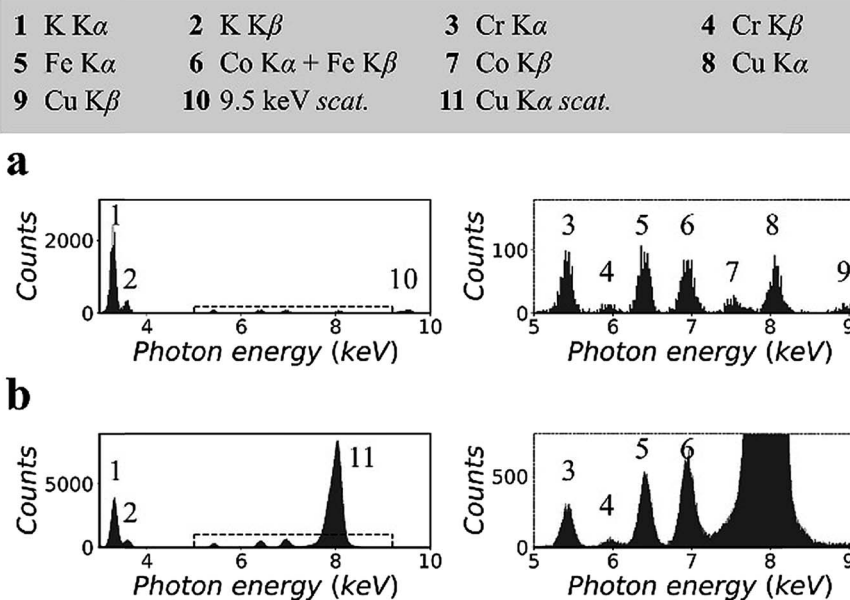 1 K Kα 2 K Kβ 3 Cr Kα 4 Cr Kβ
5 Fe Kα 6 Co Kα + Fe Kβ 7 Co Kβ 8 Cu Kα
9 Cu Kβ 10 9.5 keV scat. 11 Cu Kα scat.
a
Counts
2000
0
1
2
10
4 6 8 10
Photon energy (keV)
Counts
100
0
3 4 5 6 7 8 9
5 6 7 8 9
Photon energy (keV)
b
Counts
5000
0
1
2
11
4 6 8 10
Photon energy (keV)
Counts
500
0
3 4 5 6
5 6 7 8 9
Photon energy (keV)